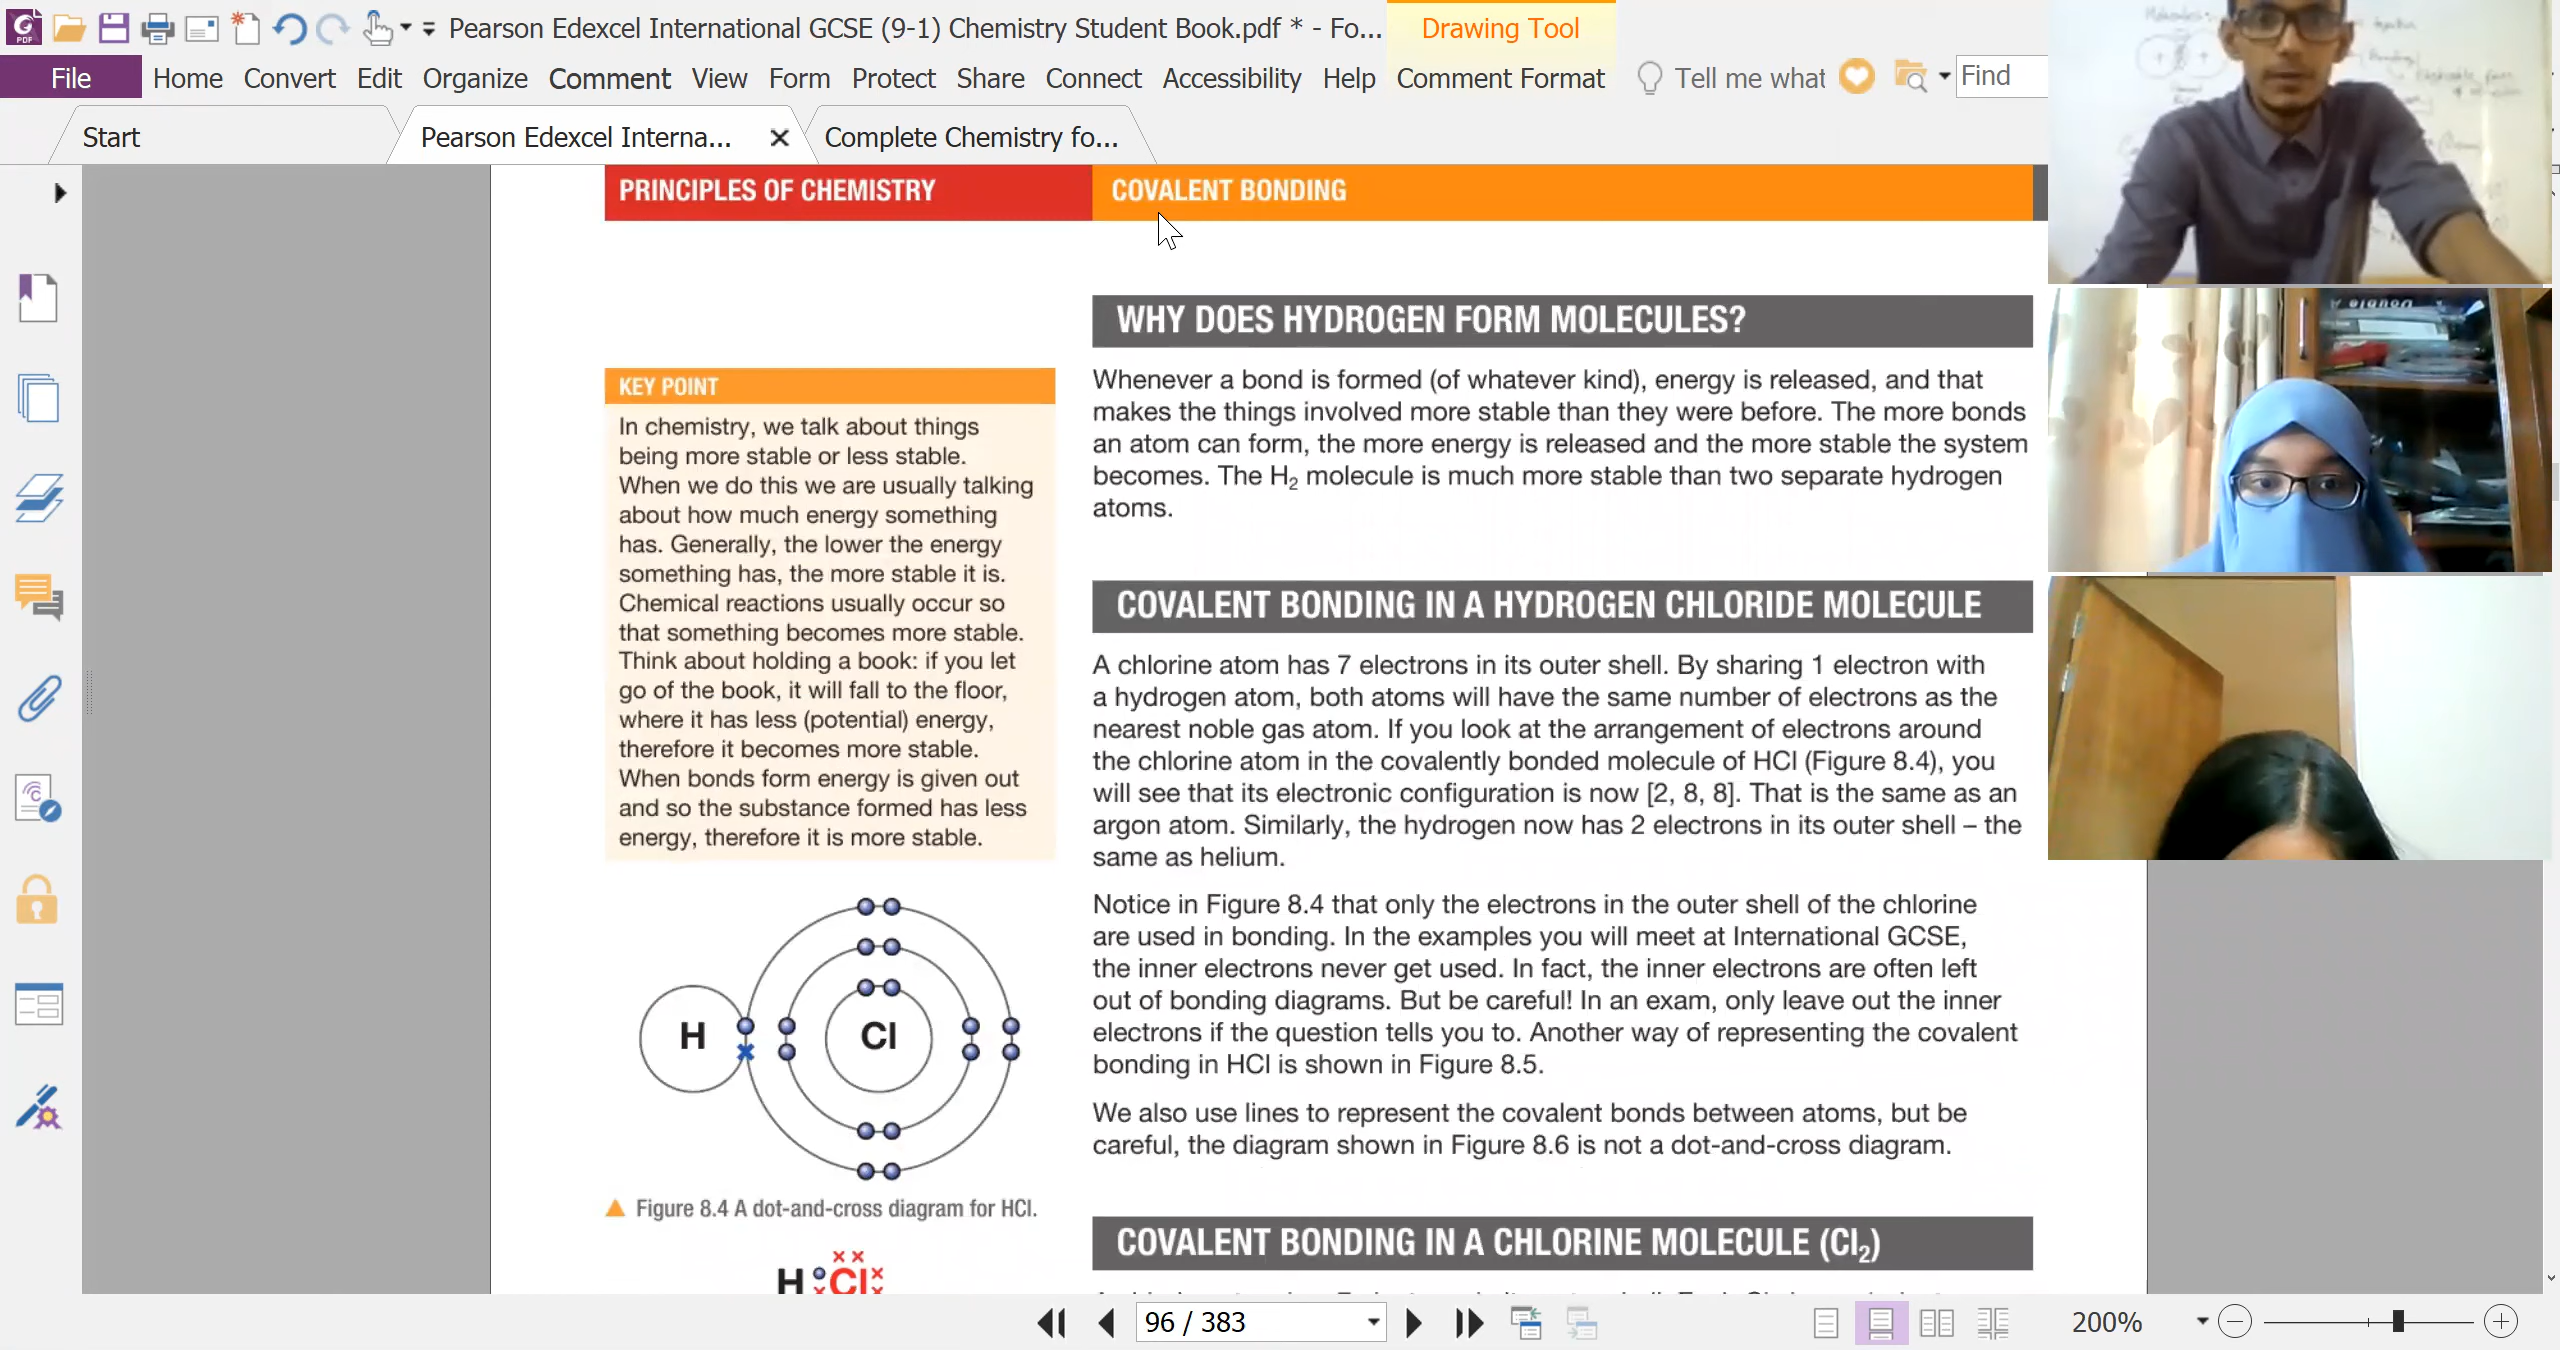 Pearson Edexcel International GCSE (9-1) Chemistry Student Book.pdf * - Fo...
Drawing Tool
File Home Convert Edit Organize Comment View Form Protect Share Connect Accessibility Help Comment Format Tell me what Find
Start
Pearson Edexcel Interna...
Complete Chemistry fo...
PRINCIPLES OF CHEMISTRY
COVALENT BONDING
KEY POINT
In chemistry, we talk about things
being more stable or less stable.
When we do this we are usually talking
about how much energy something
has. Generally, the lower the energy
something has, the more stable it is.
Chemical reactions usually occur so
that something becomes more stable.
Think about holding a book: if you let
go of the book, it will fall to the floor,
where it has less (potential) energy,
therefore it becomes more stable.
When bonds form energy is given out
and so the substance formed has less
energy, therefore it is more stable.
H Cl
Figure 8.4 A dot-and-cross diagram for HCl.
H Cl
WHY DOES HYDROGEN FORM MOLECULES?
Whenever a bond is formed (of whatever kind), energy is released, and that
makes the things involved more stable than they were before. The more bonds
an atom can form, the more energy is released and the more stable the system
becomes. The H₂ molecule is much more stable than two separate hydrogen
atoms.
COVALENT BONDING IN A HYDROGEN CHLORIDE MOLECULE
A chlorine atom has 7 electrons in its outer shell. By sharing 1 electron with
a hydrogen atom, both atoms will have the same number of electrons as the
nearest noble gas atom. If you look at the arrangement of electrons around
the chlorine atom in the covalently bonded molecule of HCl (Figure 8.4), you
will see that its electronic configuration is now [2, 8, 8]. That is the same as an
argon atom. Similarly, the hydrogen now has 2 electrons in its outer shell – the
same as helium.
Notice in Figure 8.4 that only the electrons in the outer shell of the chlorine
are used in bonding. In the examples you will meet at International GCSE,
the inner electrons never get used. In fact, the inner electrons are often left
out of bonding diagrams. But be careful! In an exam, only leave out the inner
electrons if the question tells you to. Another way of representing the covalent
bonding in HCl is shown in Figure 8.5.
We also use lines to represent the covalent bonds between atoms, but be
careful, the diagram shown in Figure 8.6 is not a dot-and-cross diagram.
COVALENT BONDING IN A CHLORINE MOLECULE (Cl₂)
96 / 383
200%